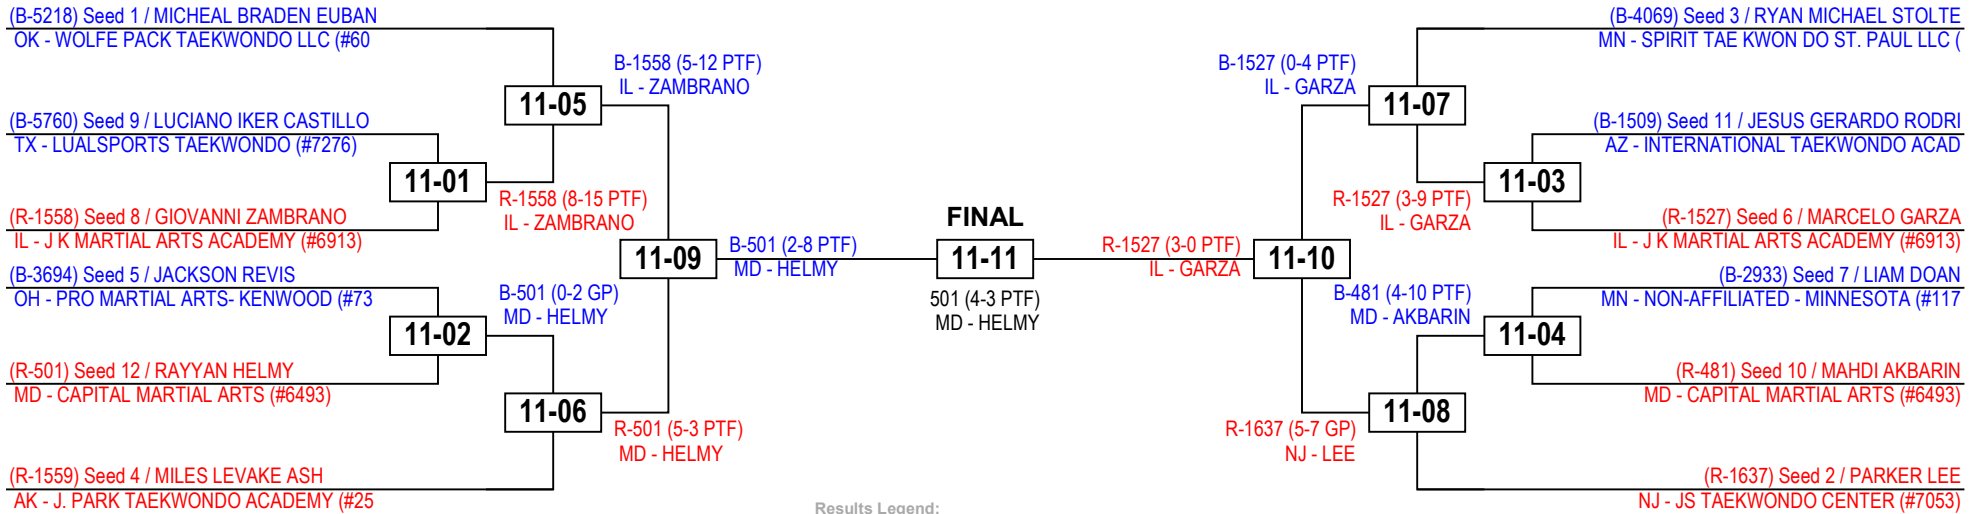 (B-5218) Seed 1 / MICHEAL BRADEN EUBAN
OK - WOLFE PACK TAEKWONDO LLC (#60
(B-5760) Seed 9 / LUCIANO IKER CASTILLO
TX - LUALSPORTS TAEKWONDO (#7276)
(R-1558) Seed 8 / GIOVANNI ZAMBRANO
IL - J K MARTIAL ARTS ACADEMY (#6913)
(B-3694) Seed 5 / JACKSON REVIS
OH - PRO MARTIAL ARTS- KENWOOD (#73
(R-501) Seed 12 / RAYYAN HELMY
MD - CAPITAL MARTIAL ARTS (#6493)
(R-1559) Seed 4 / MILES LEVAKE ASH
AK - J. PARK TAEKWONDO ACADEMY (#25
11-01
11-02
R-1558 (8-15 PTF)
IL - ZAMBRANO
B-501 (0-2 GP)
MD - HELMY
11-05
11-06
B-1558 (5-12 PTF)
IL - ZAMBRANO
R-501 (5-3 PTF)
MD - HELMY
11-09
B-501 (2-8 PTF)
MD - HELMY
FINAL
11-11
501 (4-3 PTF)
MD - HELMY
R-1527 (3-0 PTF)
IL - GARZA
11-10
B-1527 (0-4 PTF)
IL - GARZA
R-1637 (5-7 GP)
NJ - LEE
11-07
11-08
R-1527 (3-9 PTF)
IL - GARZA
B-481 (4-10 PTF)
MD - AKBARIN
11-03
11-04
(B-4069) Seed 3 / RYAN MICHAEL STOLTE
MN - SPIRIT TAE KWON DO ST. PAUL LLC (
(B-1509) Seed 11 / JESUS GERARDO RODRI
AZ - INTERNATIONAL TAEKWONDO ACAD
(R-1527) Seed 6 / MARCELO GARZA
IL - J K MARTIAL ARTS ACADEMY (#6913)
(B-2933) Seed 7 / LIAM DOAN
MN - NON-AFFILIATED - MINNESOTA (#117
(R-481) Seed 10 / MAHDI AKBARIN
MD - CAPITAL MARTIAL ARTS (#6493)
(R-1637) Seed 2 / PARKER LEE
NJ - JS TAEKWONDO CENTER (#7053)
Results Legend: